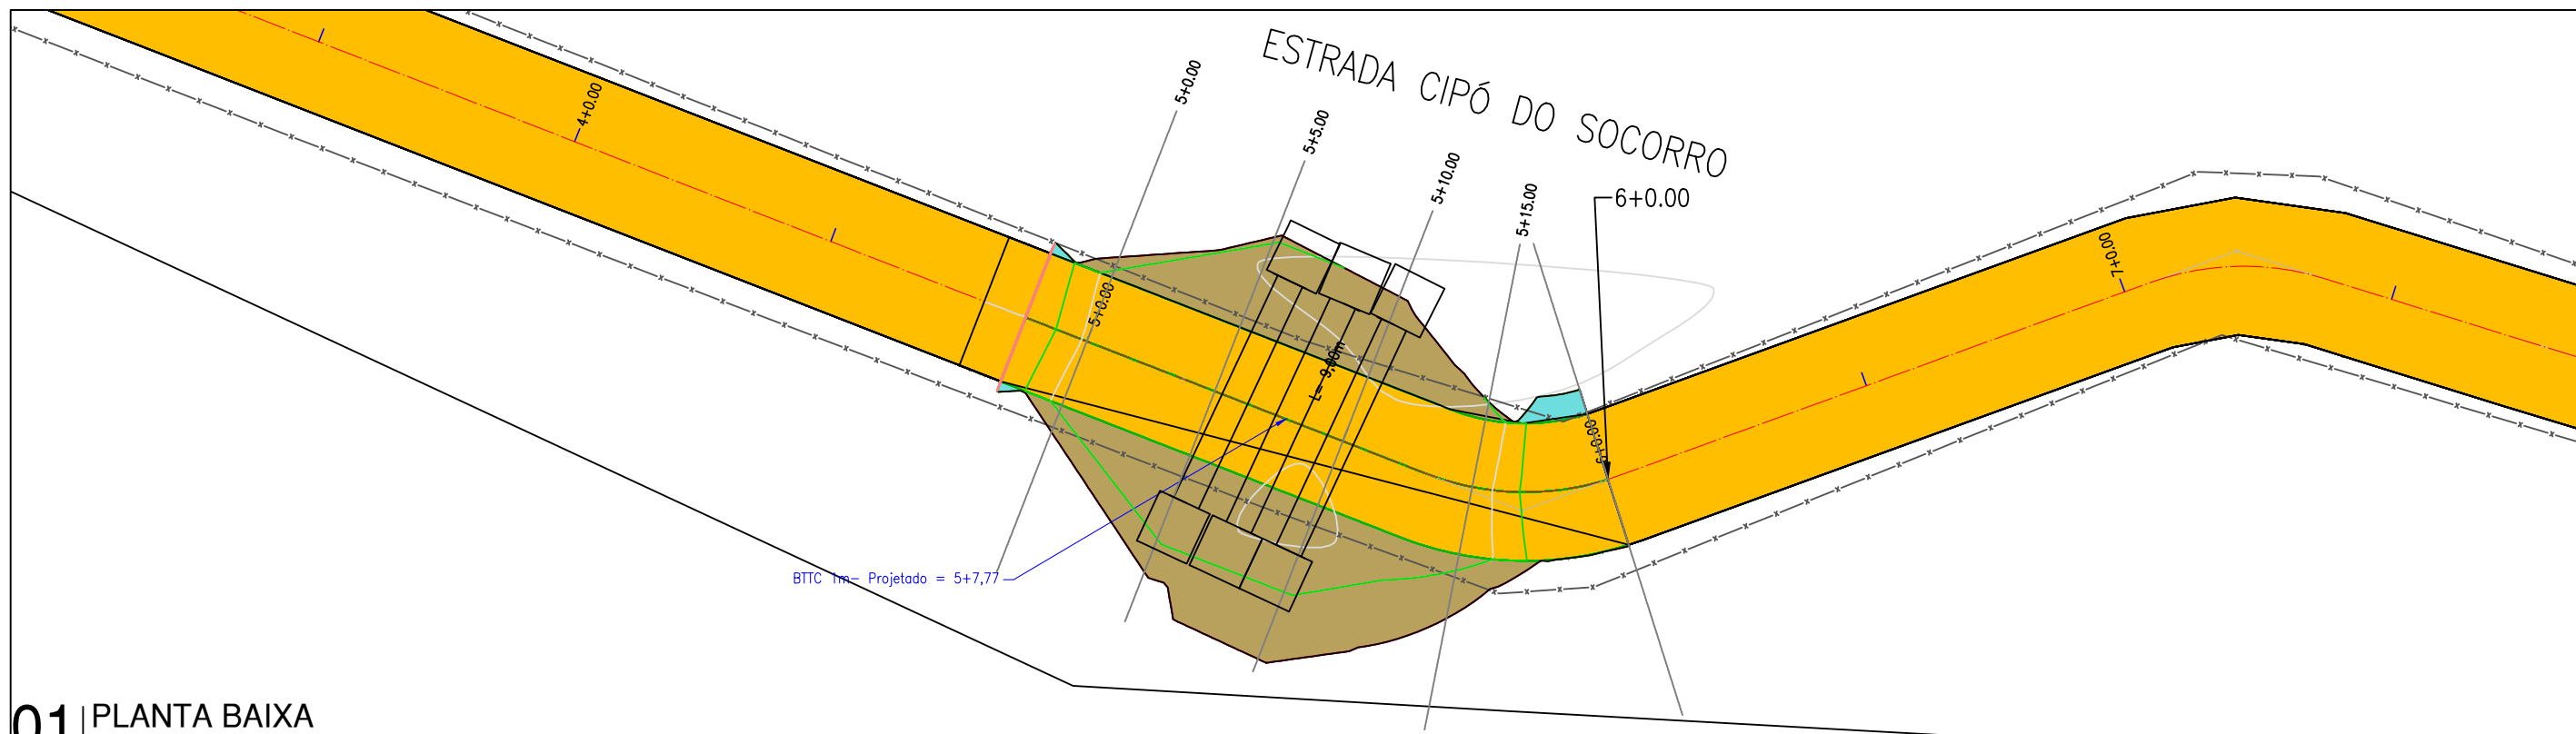 ESTRADA CIPÓ DO SOCORRO
4+0.00
5+0.00
5+5.00
5+10.00
5+15.00
6+0.00
5+0.00
L= 9,00m
6+0.00
7+0.00
BTTC 1m- Projetado = 5+7,77
01 PLANTA BAIXA